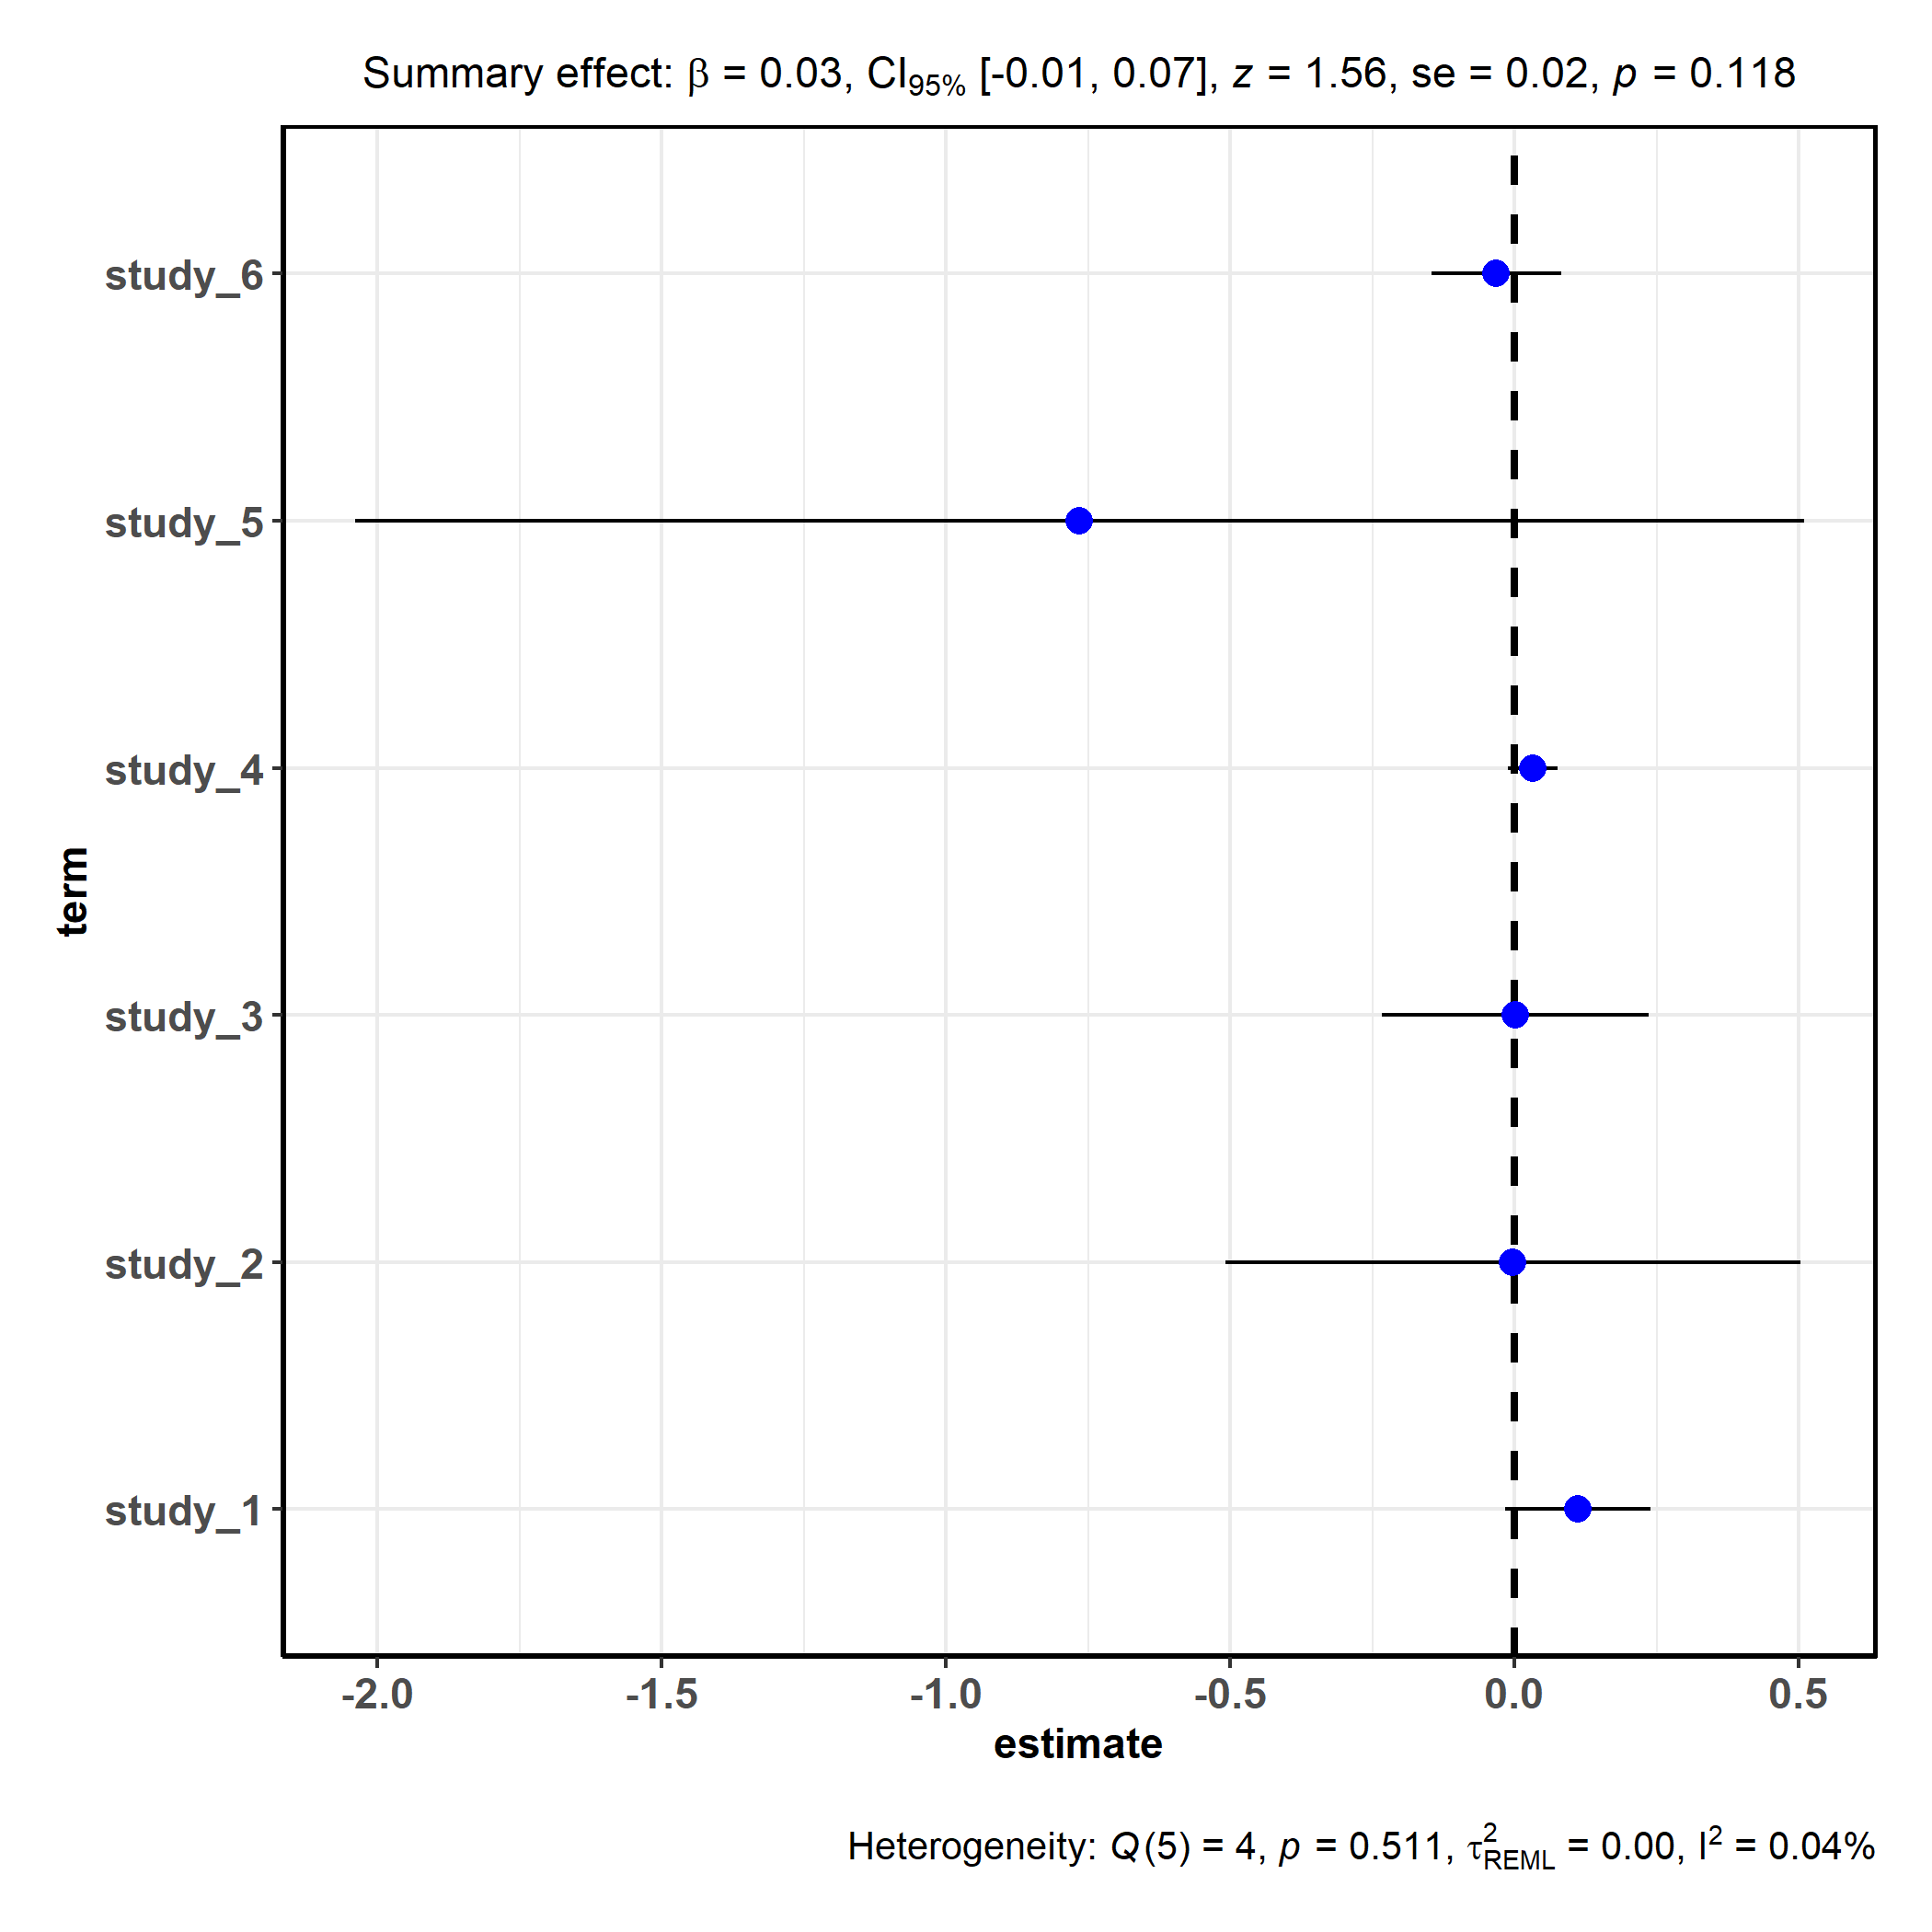 Summary effect: β = 0.03, CI95% [-0.01, 0.07], z = 1.56, se = 0.02, p = 0.118
study_6
study_5
study_4
term
study_3
study_2
study_1
-2.0 -1.5 -1.0 -0.5 0.0 0.5
estimate
Heterogeneity: Q(5) = 4, p = 0.511, τ²REML = 0.00, I² = 0.04%